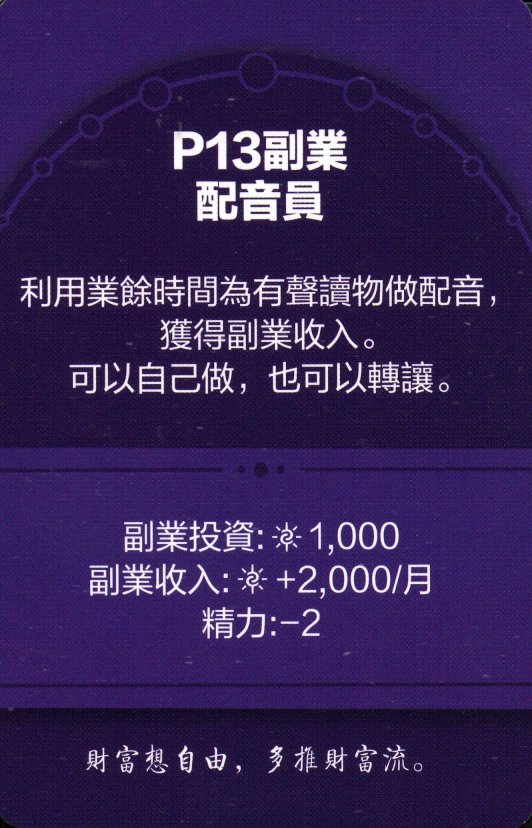 P13副業
配音員
利用業餘時間為有聲讀物做配音，
獲得副業收入。
可以自己做，也可以轉讓。
副業投資: 1,000
副業收入: +2,000/月
精力:-2
財富想自由，多推財富流。